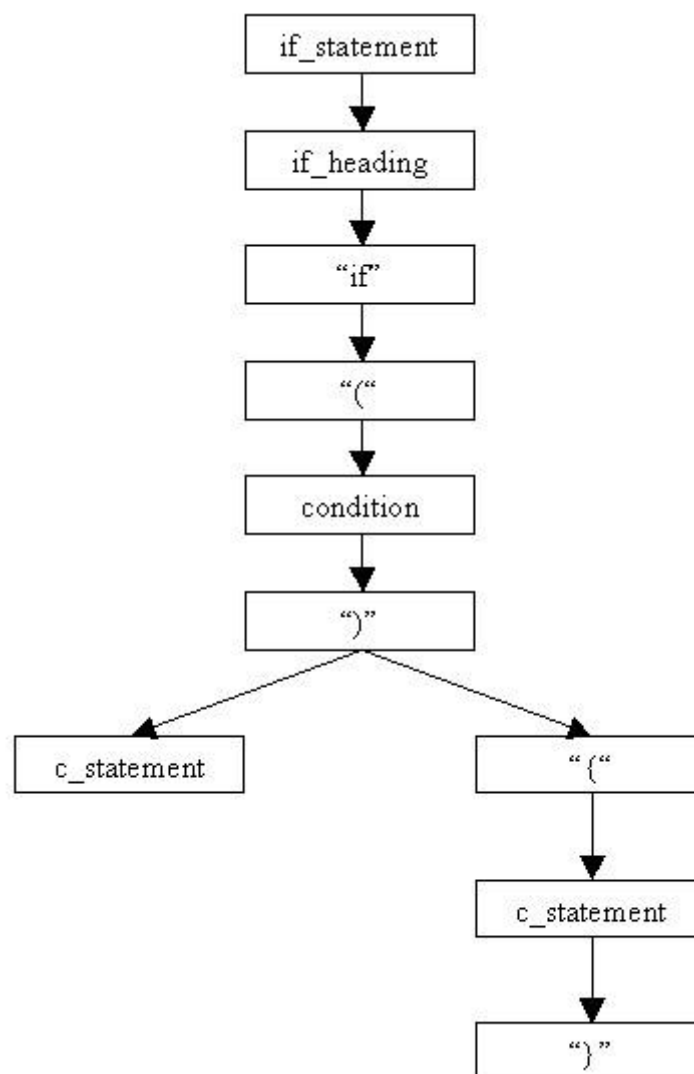 if_statement
if_heading
“if”
“(“
condition
“)”
c_statement
“{“
c_statement
“}”